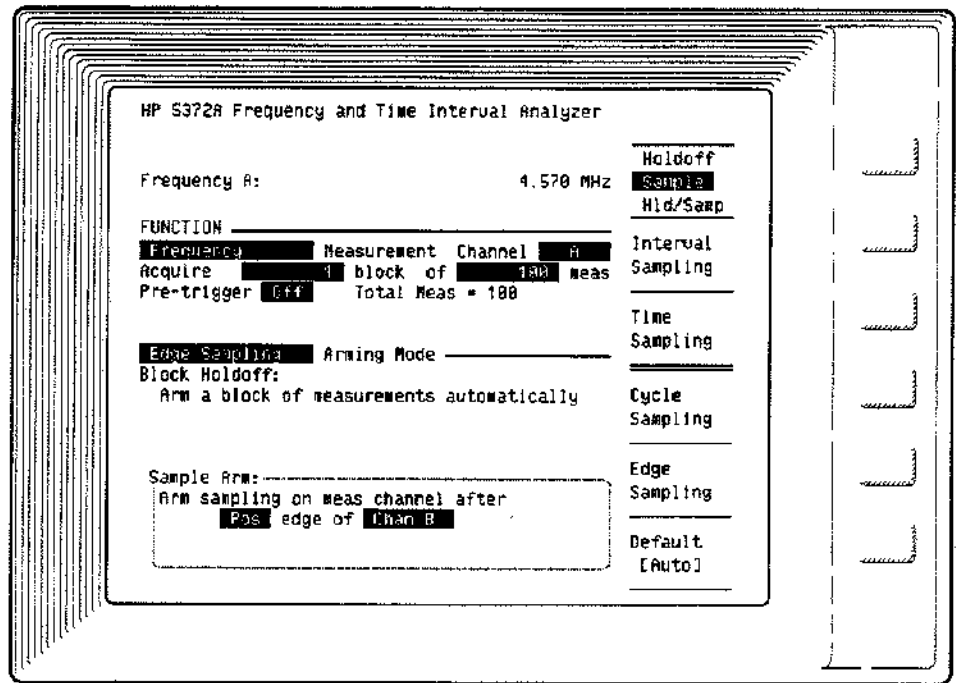 HP 5372A Frequency and Time Interval Analyzer
Frequency A: 4.570 MHz
FUNCTION
Frequency Measurement Channel A
Acquire 1 block of 100 meas
Pre-trigger Off Total Meas = 100
Edge Sampling Arming Mode
Block Holdoff:
Arm a block of measurements automatically
Sample Arm:
Arm sampling on meas channel after
Pos edge of Chan B
Holdoff
Sample
Hld/Samp
Interval
Sampling
Time
Sampling
Cycle
Sampling
Edge
Sampling
Default
[Auto]